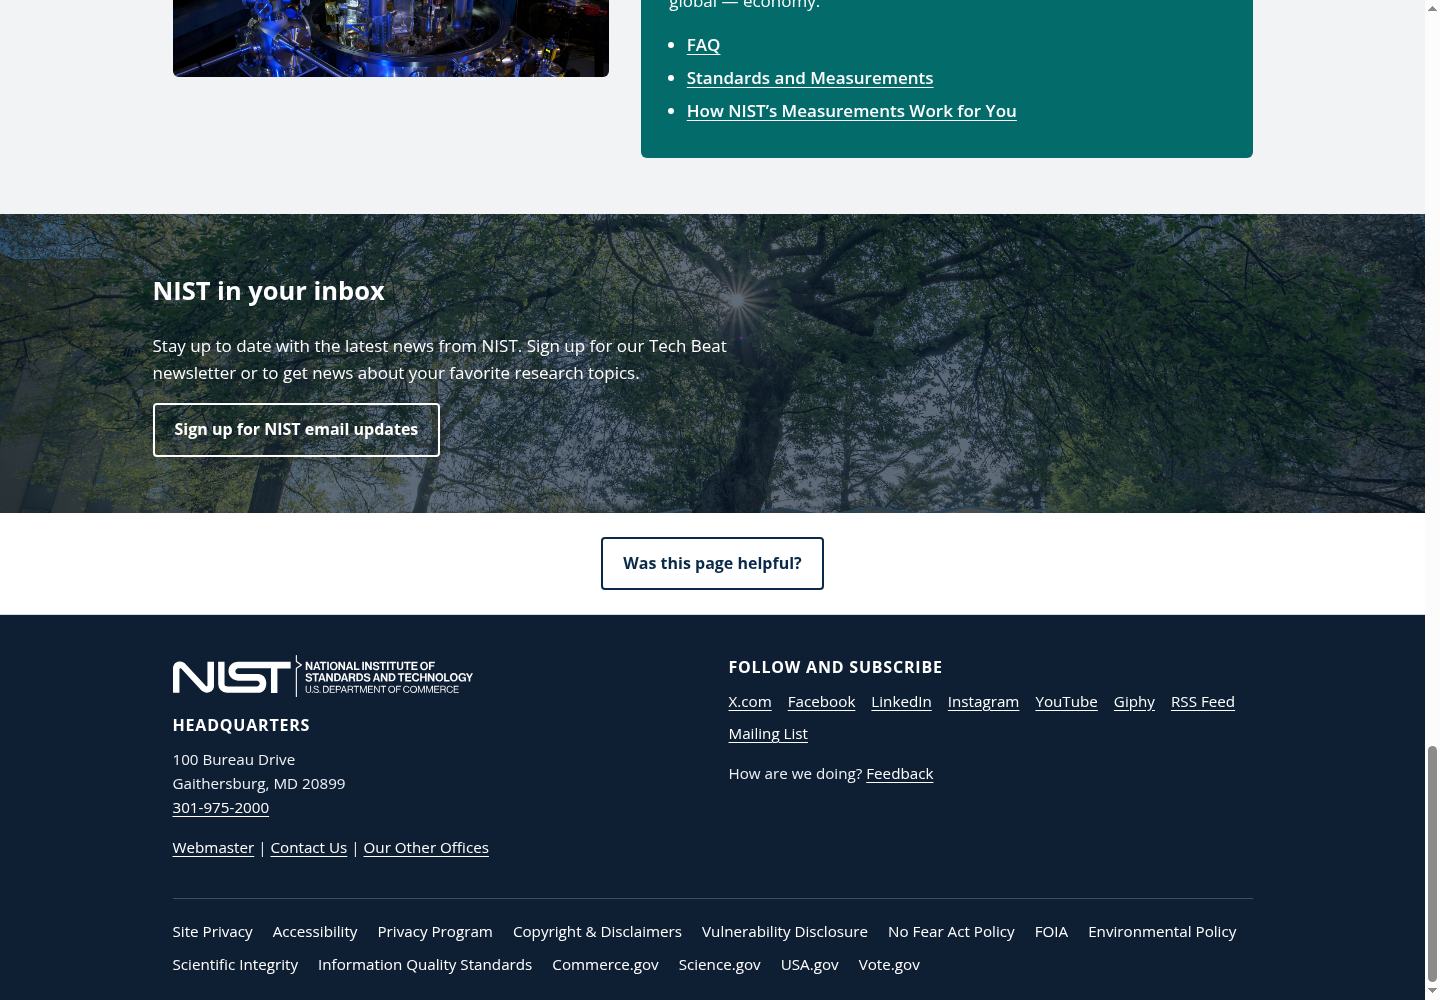 global — economy.
FAQ
Standards and Measurements
How NIST’s Measurements Work for You
NIST in your inbox
Stay up to date with the latest news from NIST. Sign up for our Tech Beat
newsletter or to get news about your favorite research topics.
Sign up for NIST email updates
Was this page helpful?
NIST
NATIONAL INSTITUTE OF
STANDARDS AND TECHNOLOGY
U.S. DEPARTMENT OF COMMERCE
HEADQUARTERS
100 Bureau Drive
Gaithersburg, MD 20899
301-975-2000
Webmaster | Contact Us | Our Other Offices
FOLLOW AND SUBSCRIBE
X.com Facebook LinkedIn Instagram YouTube Giphy RSS Feed
Mailing List
How are we doing? Feedback
Site Privacy Accessibility Privacy Program Copyright & Disclaimers Vulnerability Disclosure No Fear Act Policy FOIA Environmental Policy
Scientific Integrity Information Quality Standards Commerce.gov Science.gov USA.gov Vote.gov